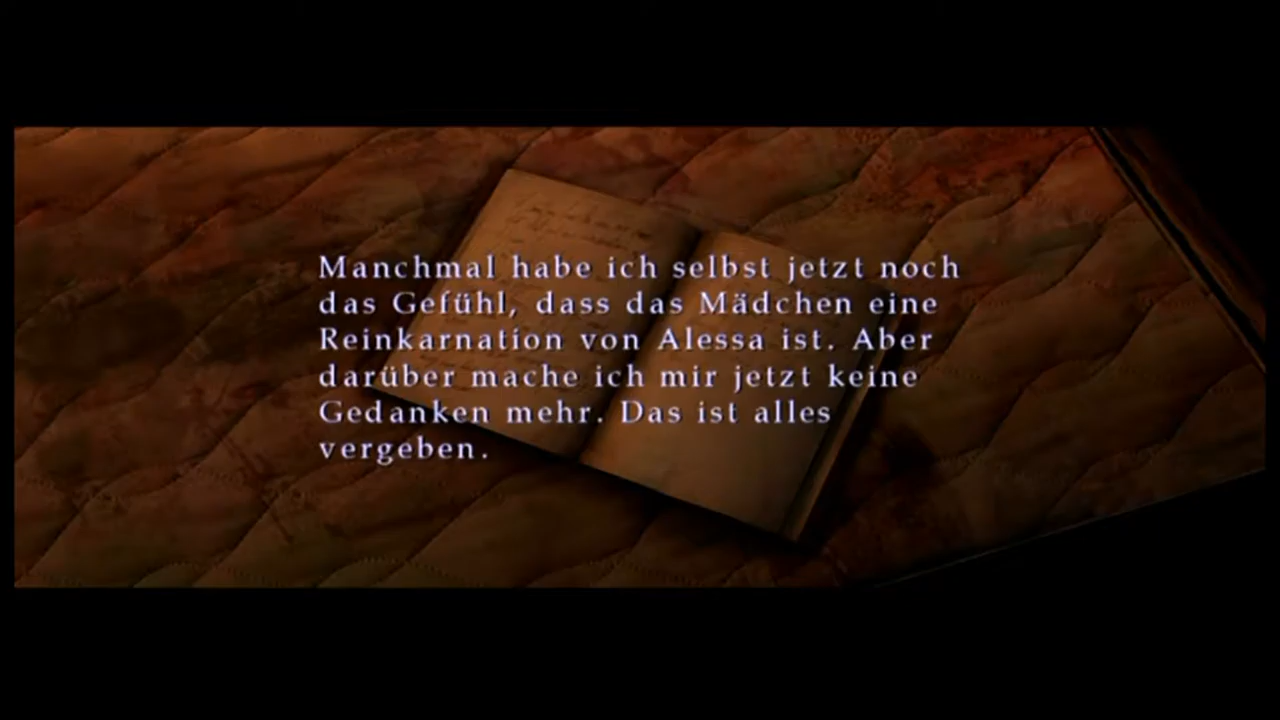 Manchmal habe ich selbst jetzt noch
das Gefühl, dass das Mädchen eine
Reinkarnation von Alessa ist. Aber
darüber mache ich mir jetzt keine
Gedanken mehr. Das ist alles
vergeben.